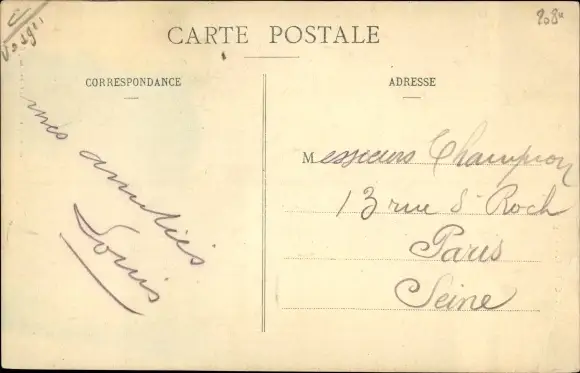 CARTE POSTALE
CORRESPONDANCE
mes amitiés
Louis
ADRESSE
Messieurs Champion
13 rue St Roch
Paris
Seine